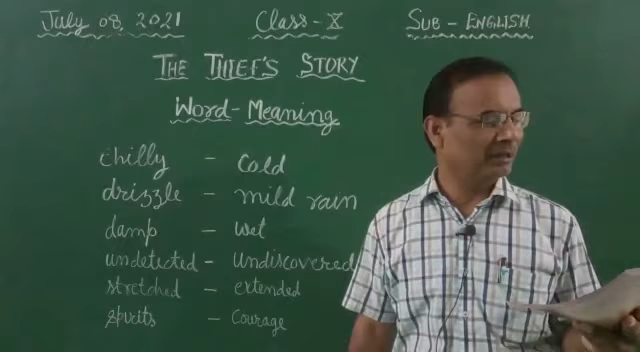 July 08, 2021 Class-X Sub-ENGLISH
THE THIEF'S STORY
Word-Meaning
chilly - cold
drizzle - mild rain
damp - wet
undetected - undiscovered
stretched - extended
spirits - courage